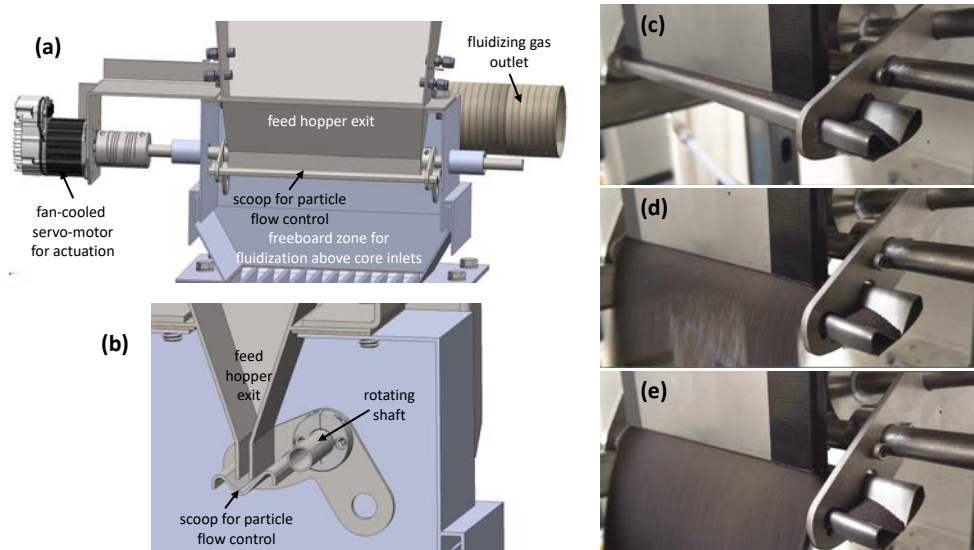 (a)
fluidizing gas
outlet
feed hopper exit
scoop for particle
flow control
fan-cooled
servo-motor
for actuation
freeboard zone for
fluidization above core inlets
(b)
feed
hopper
exit
rotating
shaft
scoop for particle
flow control
(c)
(d)
(e)